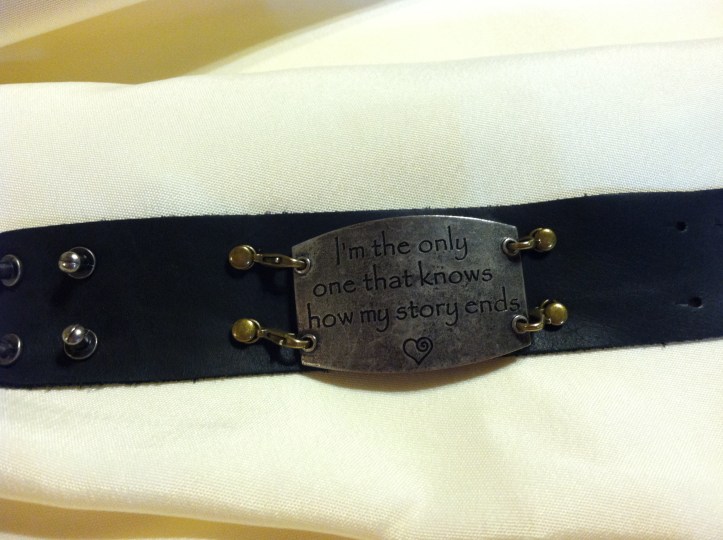 I'm the only
one that knows
how my story ends